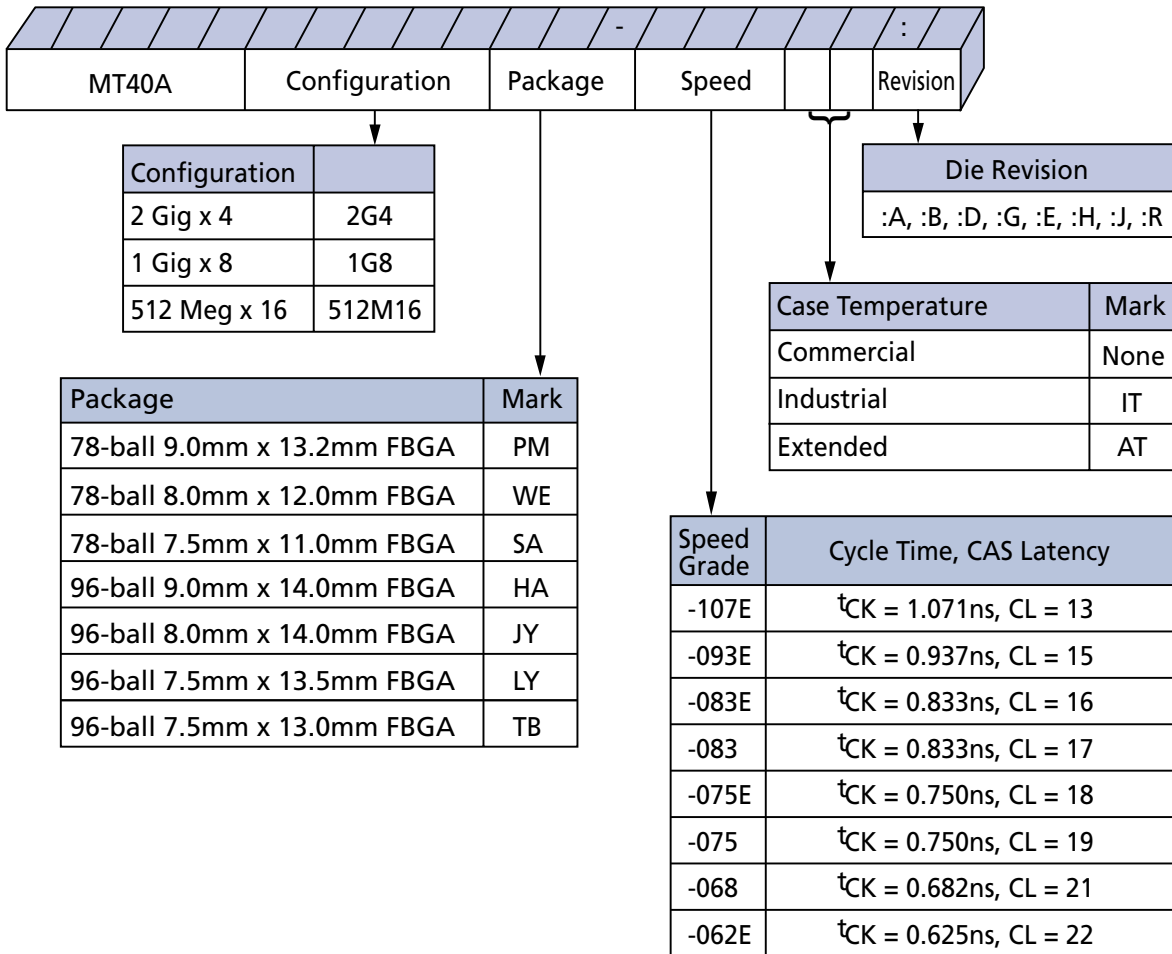 - :
MT40A Configuration Package Speed Revision
Configuration
2 Gig x 4 2G4
1 Gig x 8 1G8
512 Meg x 16 512M16
Die Revision
:A, :B, :D, :G, :E, :H, :J, :R
Case Temperature Mark
Commercial None
Industrial IT
Extended AT
Package Mark
78-ball 9.0mm x 13.2mm FBGA PM
78-ball 8.0mm x 12.0mm FBGA WE
78-ball 7.5mm x 11.0mm FBGA SA
96-ball 9.0mm x 14.0mm FBGA HA
96-ball 8.0mm x 14.0mm FBGA JY
96-ball 7.5mm x 13.5mm FBGA LY
96-ball 7.5mm x 13.0mm FBGA TB
Speed
Grade
Cycle Time, CAS Latency
-107E tCK = 1.071ns, CL = 13
-093E tCK = 0.937ns, CL = 15
-083E tCK = 0.833ns, CL = 16
-083 tCK = 0.833ns, CL = 17
-075E tCK = 0.750ns, CL = 18
-075 tCK = 0.750ns, CL = 19
-068 tCK = 0.682ns, CL = 21
-062E tCK = 0.625ns, CL = 22